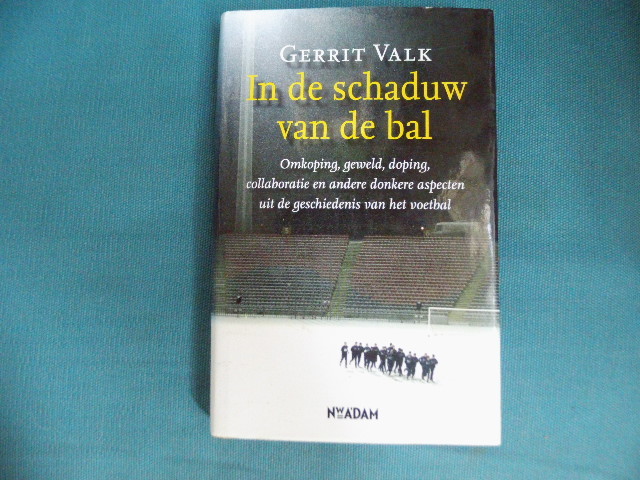 GERRIT VALK
In de schaduw
van de bal
Omkoping, geweld, doping,
collaboratie en andere donkere aspecten
uit de geschiedenis van het voetbal
NWADAM